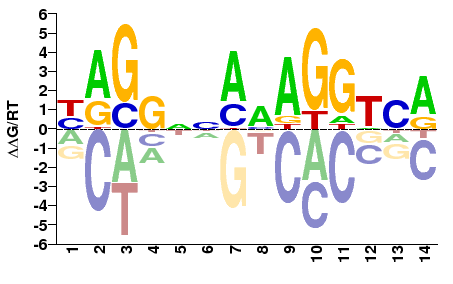 6
5
4
3
2
1
0
-1
-2
-3
-4
-5
-6
ΔΔG/RT
T C A G
A G C
G C A T
G C A
A T
C A
A C G
A T
A G T C
G T A C
G A T C
T A G C
C A G
A G T C
1 2 3 4 5 6 7 8 9 10 11 12 13 14